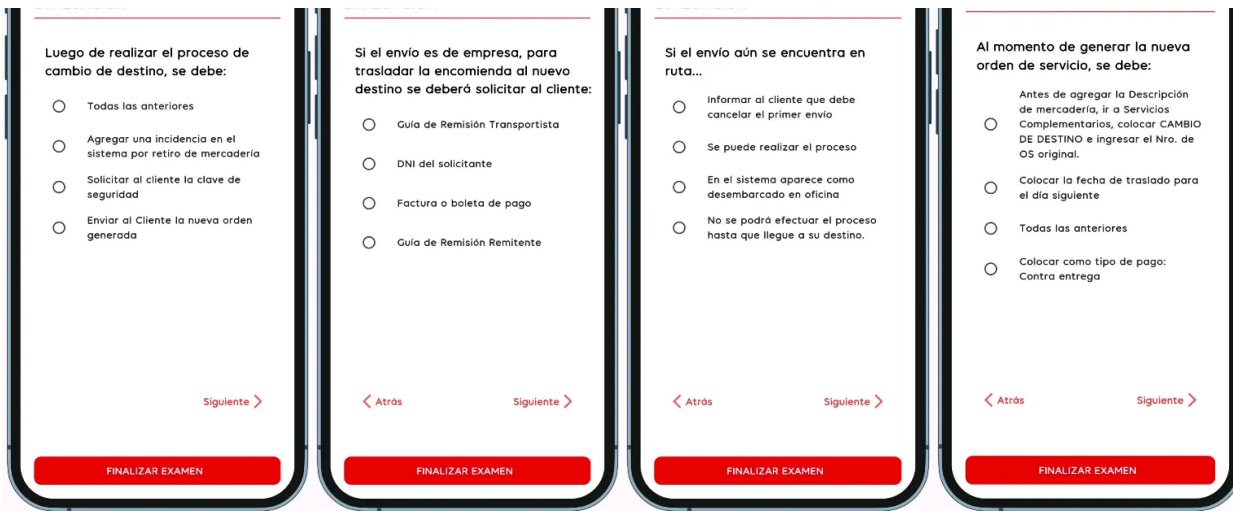 Luego de realizar el proceso de
cambio de destino, se debe:
Todas las anteriores
Agregar una incidencia en el
sistema por retiro de mercadería
Solicitar al cliente la clave de
seguridad
Enviar al Cliente la nueva orden
generada
Siguiente
FINALIZAR EXAMEN
Si el envío es de empresa, para
trasladar la encomienda al nuevo
destino se deberá solicitar al cliente:
Guía de Remisión Transportista
DNI del solicitante
Factura o boleta de pago
Guía de Remisión Remitente
Atrás
Siguiente
FINALIZAR EXAMEN
Si el envío aún se encuentra en
ruta...
Informar al cliente que debe
cancelar el primer envío
Se puede realizar el proceso
En el sistema aparece como
desembarcado en oficina
No se podrá efectuar el proceso
hasta que llegue a su destino.
Atrás
Siguiente
FINALIZAR EXAMEN
Al momento de generar la nueva
orden de servicio, se debe:
Antes de agregar la Descripción
de mercadería, ir a Servicios
Complementarios, colocar CAMBIO
DE DESTINO e ingresar el Nro. de
OS original.
Colocar la fecha de traslado para
el día siguiente
Todas las anteriores
Colocar como tipo de pago:
Contra entrega
Atrás
Siguiente
FINALIZAR EXAMEN